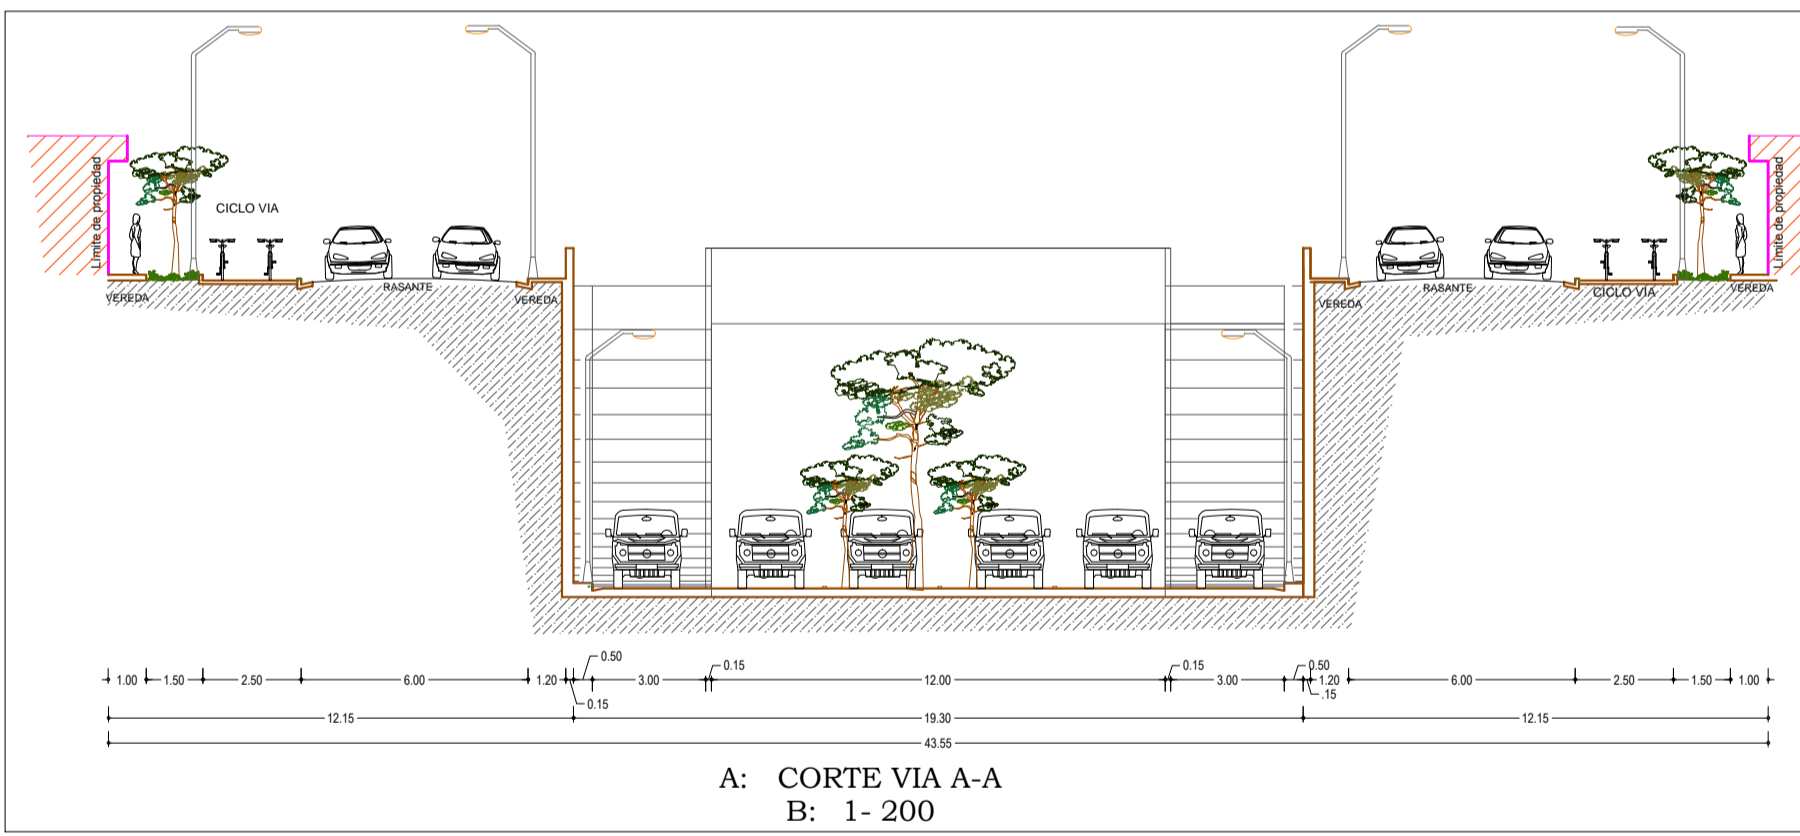 Límite de propiedad
CICLO VIA
VEREDA
RASANTE
VEREDA
VEREDA
RASANTE
CICLO VIA
VEREDA
Límite de propiedad
0.50
0.15
0.15
0.50
1.00 1.50 2.50 6.00 1.20 3.00 12.00 3.00 1.20 6.00 2.50 1.50 1.00
0.15
.15
12.15 19.30 12.15
43.55
A: CORTE VIA A-A
B: 1- 200